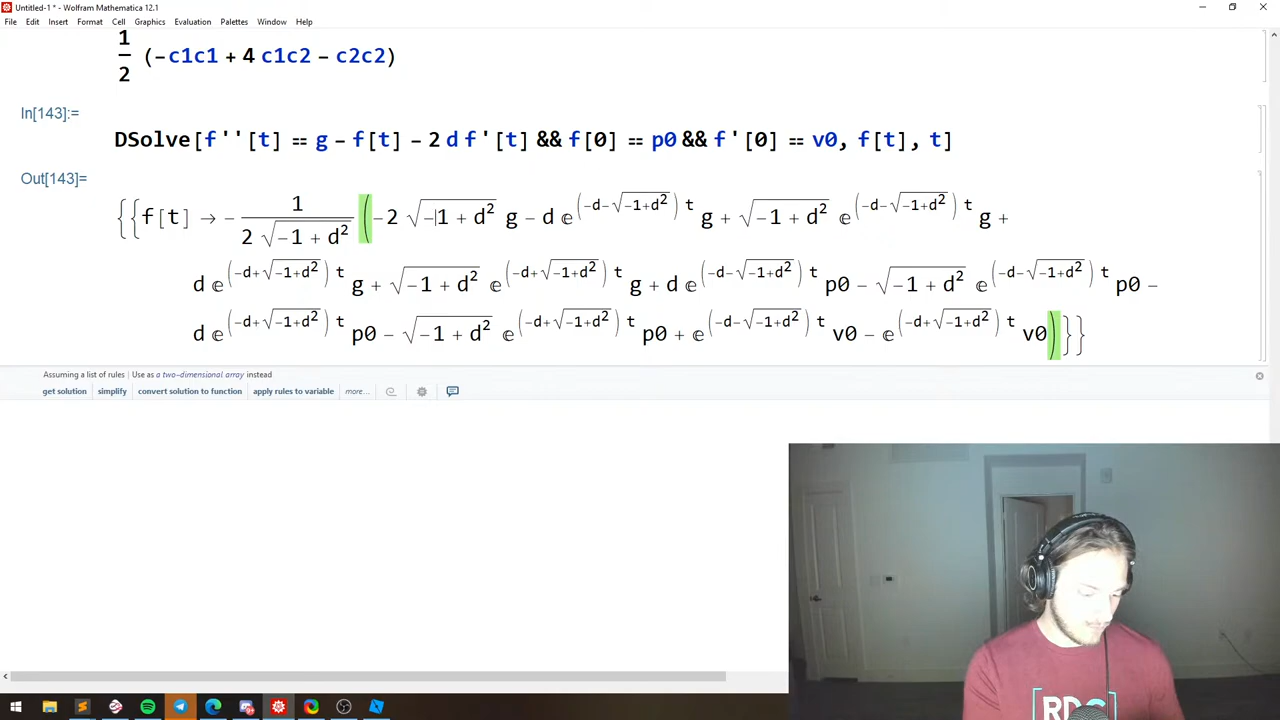 Untitled-1 * - Wolfram Mathematica 12.1
File Edit Insert Format Cell Graphics Evaluation Palettes Window Help
1/2 (-c1c1 + 4 c1c2 - c2c2)
In[143]:=
DSolve[f''[t] == g - f[t] - 2 d f'[t] && f[0] == p0 && f'[0] == v0, f[t], t]
Out[143]=
{{f[t] → - 1/(2 √(-1 + d²)) (-2 √(-1 + d²) g - d e^((-d-√(-1+d²)) t) g + √(-1 + d²) e^((-d-√(-1+d²)) t) g +
d e^((-d+√(-1+d²)) t) g + √(-1 + d²) e^((-d+√(-1+d²)) t) g + d e^((-d-√(-1+d²)) t) p0 - √(-1 + d²) e^((-d-√(-1+d²)) t) p0 -
d e^((-d+√(-1+d²)) t) p0 - √(-1 + d²) e^((-d+√(-1+d²)) t) p0 + e^((-d-√(-1+d²)) t) v0 - e^((-d+√(-1+d²)) t) v0)}}
Assuming a list of rules | Use as a two-dimensional array instead
get solution simplify convert solution to function apply rules to variable more...
RDC